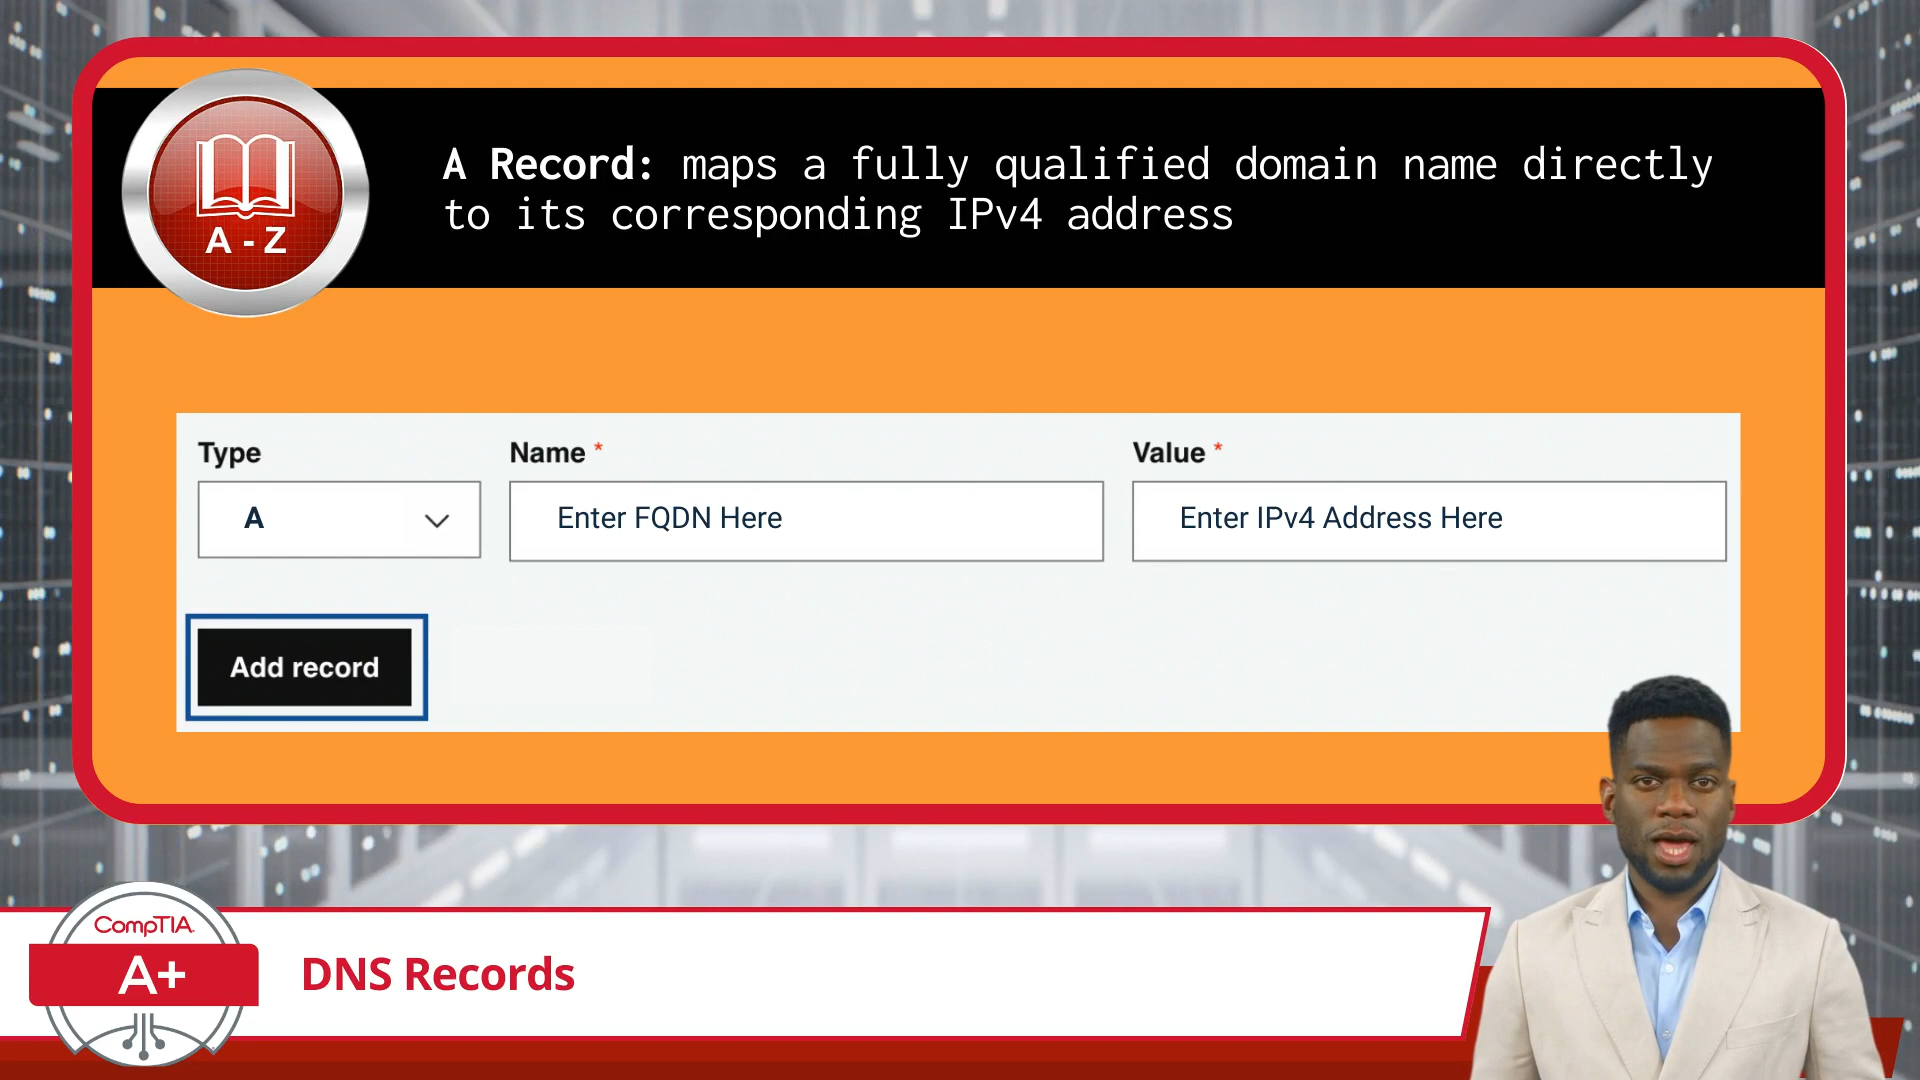 A Record: maps a fully qualified domain name directly
to its corresponding IPv4 address
A - Z
Type
Name *
Value *
A
Enter FQDN Here
Enter IPv4 Address Here
Add record
CompTIA.
A+
DNS Records